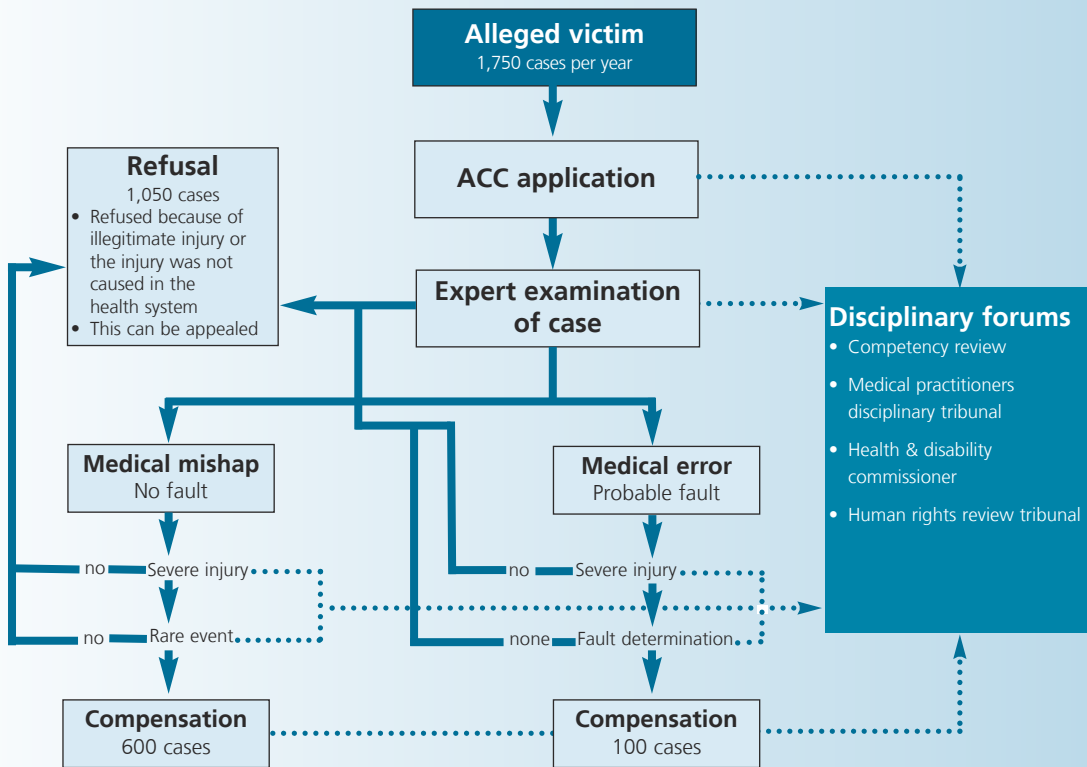 Alleged victim
1,750 cases per year
ACC application
Refusal
1,050 cases
• Refused because of
illegitimate injury or
the injury was not
caused in the
health system
• This can be appealed
Expert examination
of case
Disciplinary forums
• Competency review
• Medical practitioners
disciplinary tribunal
• Health & disability
commissioner
• Human rights review tribunal
Medical mishap
No fault
Medical error
Probable fault
no
Severe injury
no
Severe injury
no
Rare event
none
Fault determination
Compensation
600 cases
Compensation
100 cases